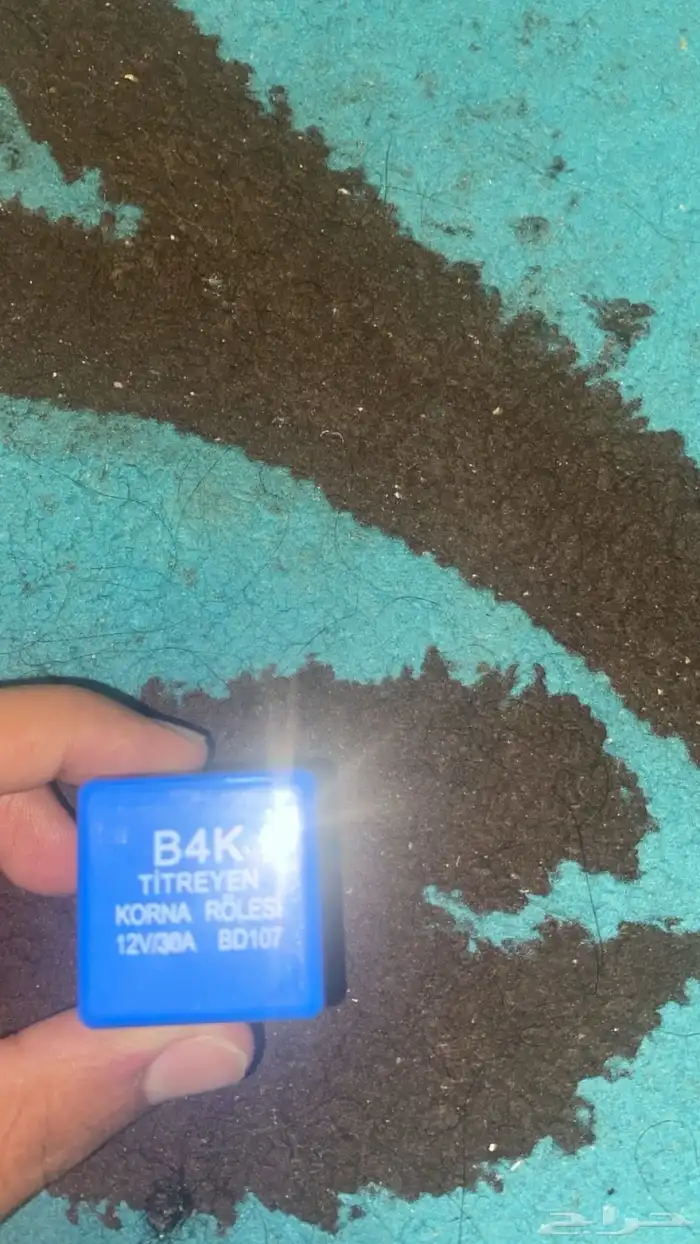 B4K
TİTREYEN
KORNA RÖLESİ
12V/30A BD107
حراج